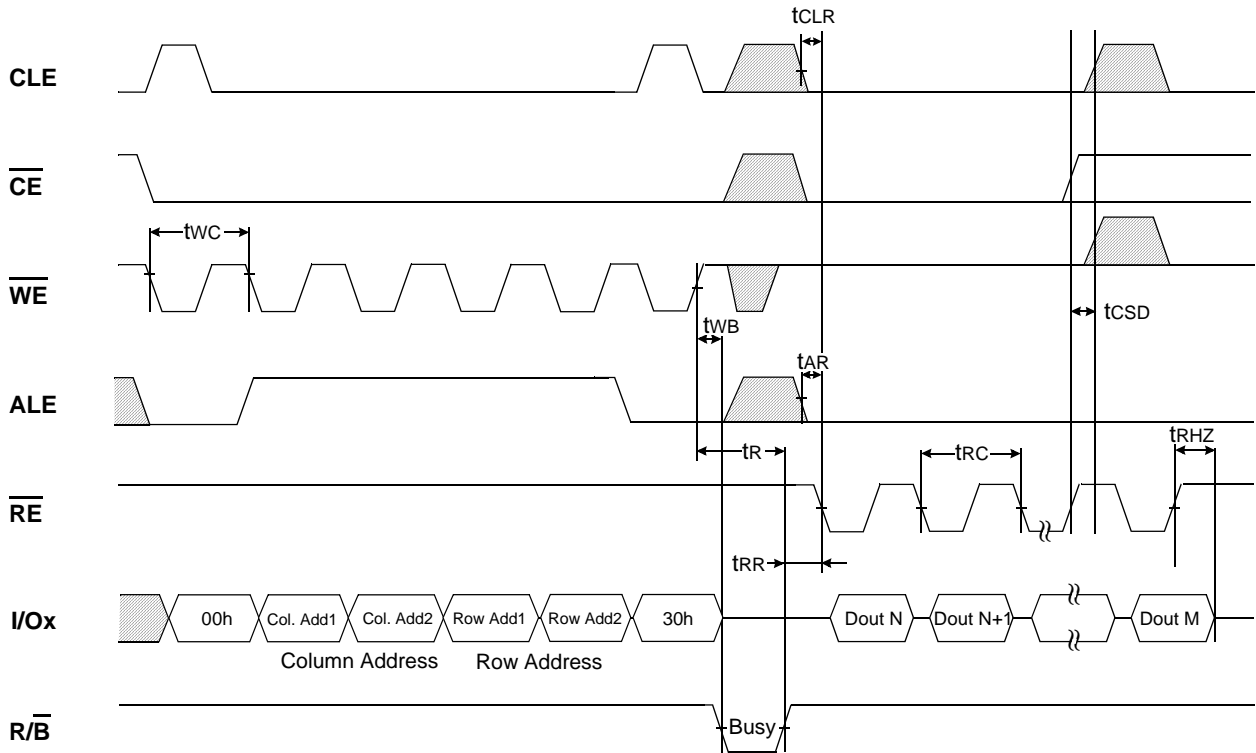 tCLR
CLE
CE
tWC
WE
tCSD
tWB
tAR
ALE
tR
tRC
tRHZ
RE
tRR
I/Ox
00h Col. Add1 Col. Add2 Row Add1 Row Add2 30h Dout N Dout N+1 Dout M
Column Address Row Address
R/B
Busy